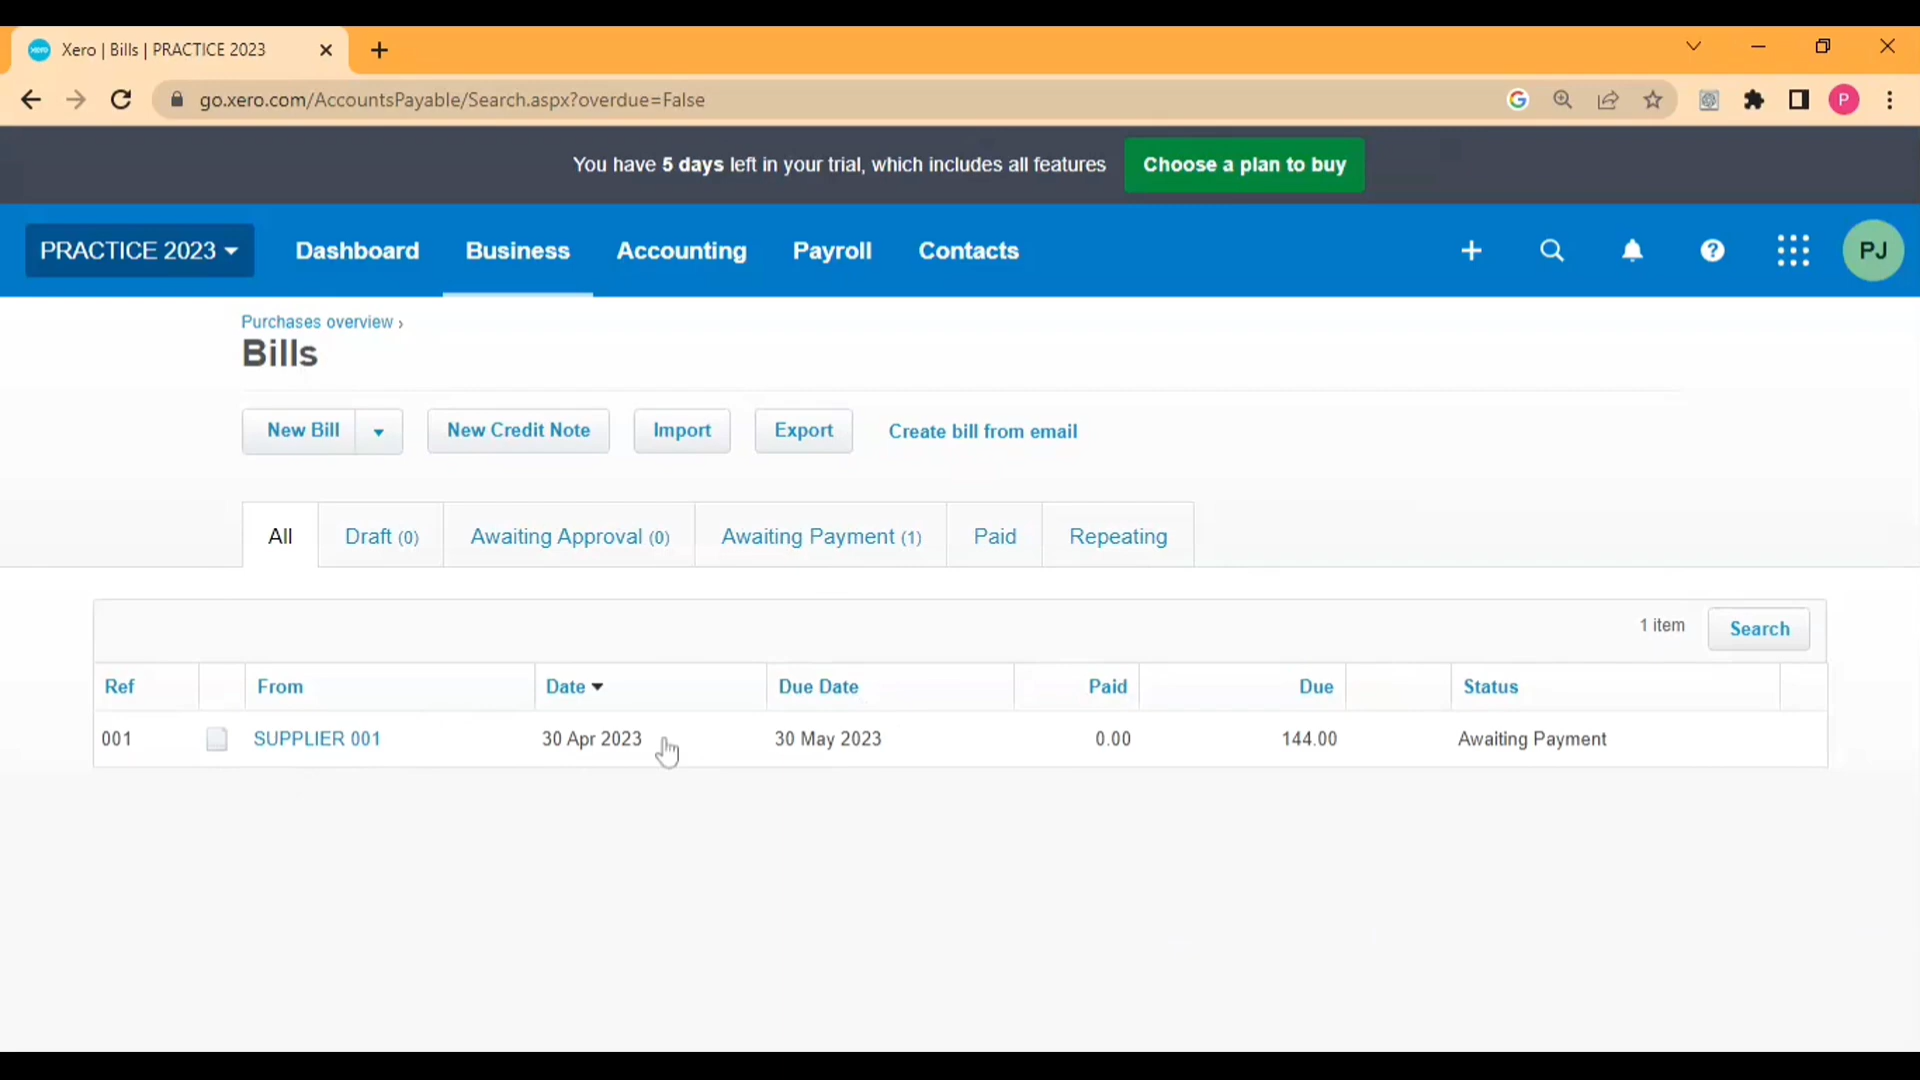 Xero | Bills | PRACTICE 2023
go.xero.com/AccountsPayable/Search.aspx?overdue=False
P
You have 5 days left in your trial, which includes all features
Choose a plan to buy
PRACTICE 2023
Dashboard
Business
Accounting
Payroll
Contacts
PJ
Purchases overview ›
Bills
New Bill
New Credit Note
Import
Export
Create bill from email
All
Draft (0)
Awaiting Approval (0)
Awaiting Payment (1)
Paid
Repeating
1 item
Search
Ref From Date Due Date Paid Due Status
001 SUPPLIER 001 30 Apr 2023 30 May 2023 0.00 144.00 Awaiting Payment